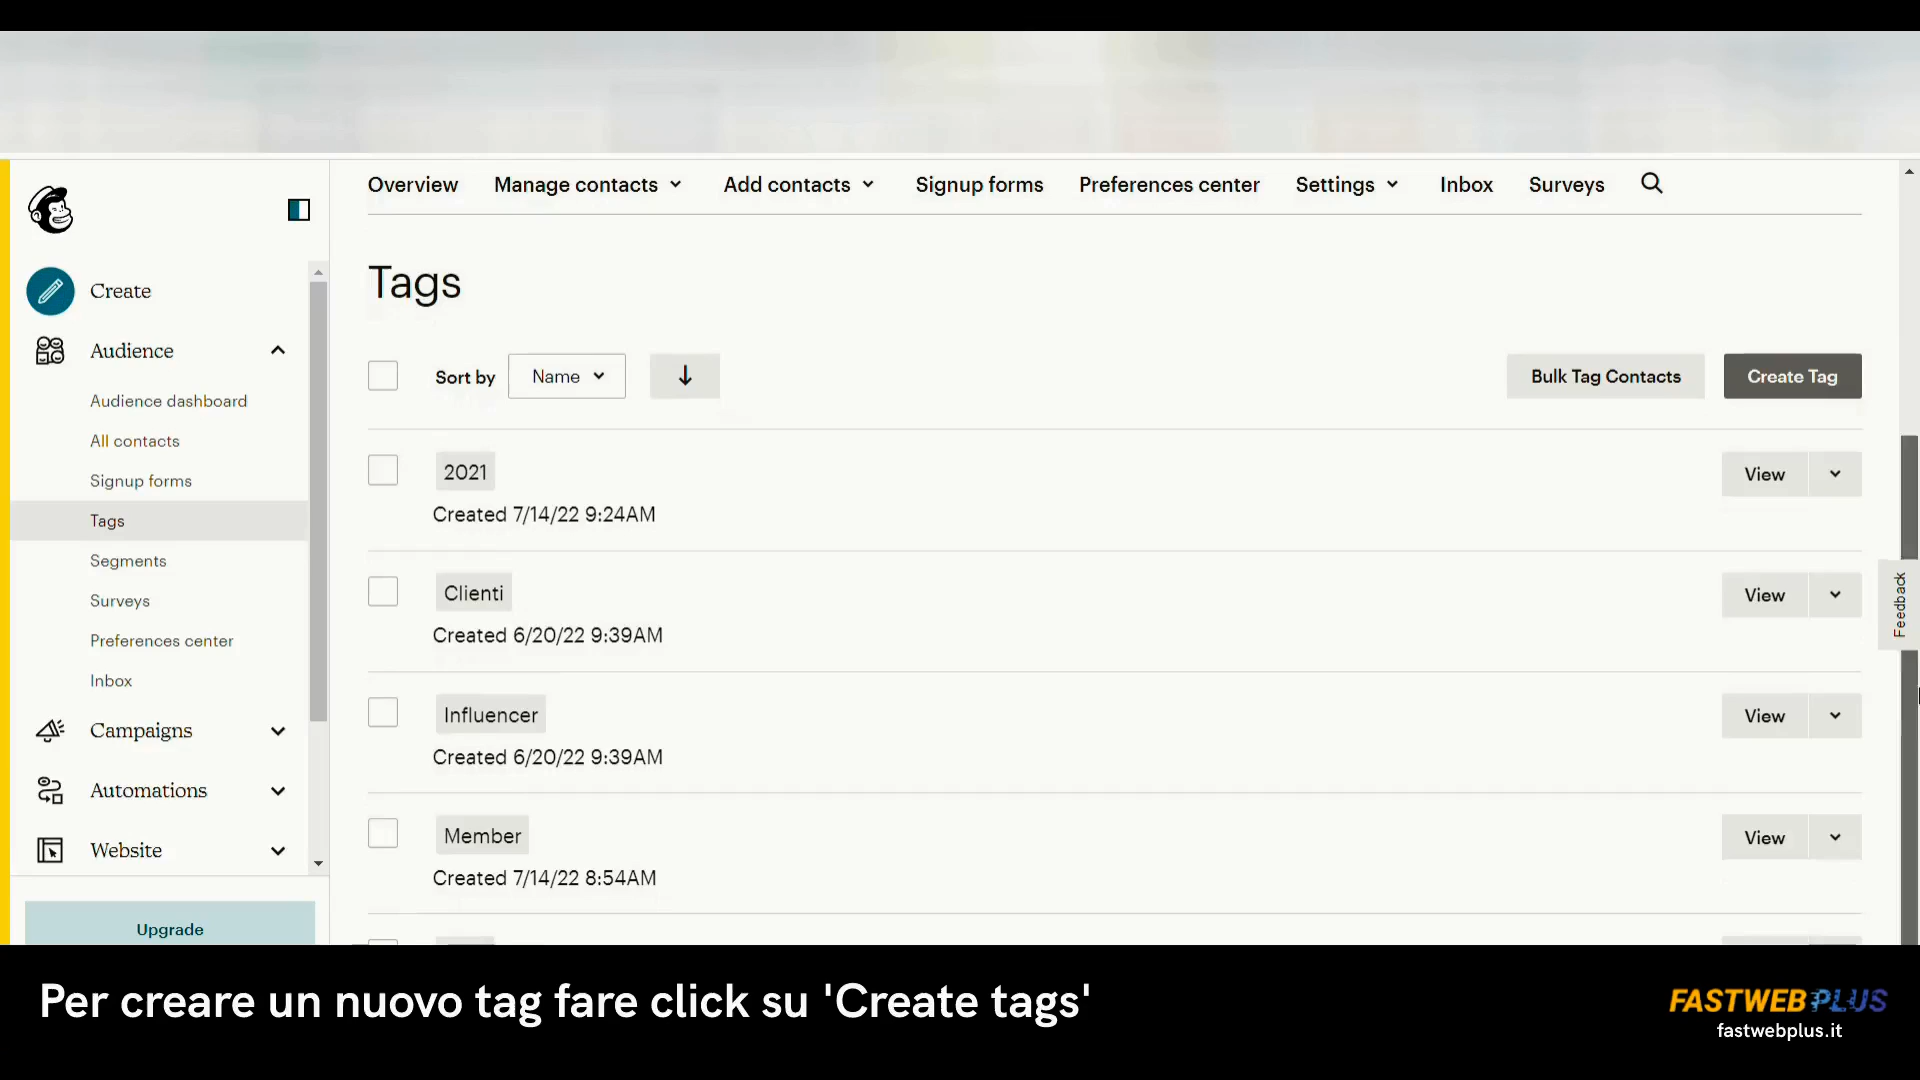 Overview Manage contacts Add contacts Signup forms Preferences center Settings Inbox Surveys
Create
Audience
Audience dashboard
All contacts
Signup forms
Tags
Segments
Surveys
Preferences center
Inbox
Campaigns
Automations
Website
Upgrade
Tags
Sort by Name Bulk Tag Contacts Create Tag
2021 View
Created 7/14/22 9:24AM
Clienti View
Created 6/20/22 9:39AM
Influencer View
Created 6/20/22 9:39AM
Member View
Created 7/14/22 8:54AM
Feedback
Per creare un nuovo tag fare click su 'Create tags'
FASTWEB PLUS
fastwebplus.it